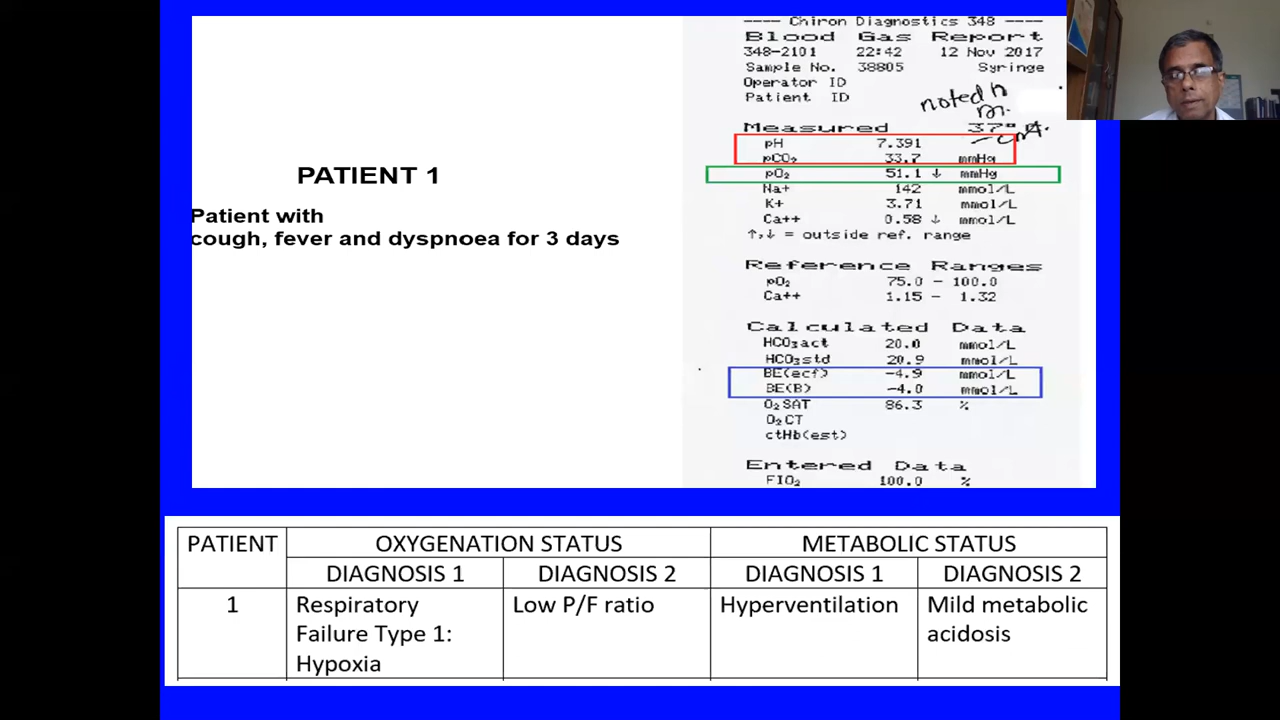 PATIENT 1
Patient with
cough, fever and dyspnoea for 3 days
---- Chiron Diagnostics 348 ----
Blood Gas Report
348-2101 22:42 12 Nov 2017
Sample No. 38805 Syringe
Operator ID
Patient ID
noted
Measured 37°
pH 7.391
pCO₂ 33.7 mmHg
pO₂ 51.1 ↓ mmHg
Na+ 142 mmol/L
K+ 3.71 mmol/L
Ca++ 0.58 ↓ mmol/L
↑,↓ = outside ref. range
Reference Ranges
pO₂ 75.0 - 100.0
Ca++ 1.15 - 1.32
Calculated Data
HCO₃act 20.0 mmol/L
HCO₃std 20.9 mmol/L
BE(ecf) -4.9 mmol/L
BE(B) -4.0 mmol/L
O₂SAT 86.3 %
O₂CT
ctHb(est)
Entered Data
FIO₂ 100.0 %
PATIENT OXYGENATION STATUS METABOLIC STATUS
DIAGNOSIS 1 DIAGNOSIS 2 DIAGNOSIS 1 DIAGNOSIS 2
1 Respiratory Low P/F ratio Hyperventilation Mild metabolic
Failure Type 1: acidosis
Hypoxia